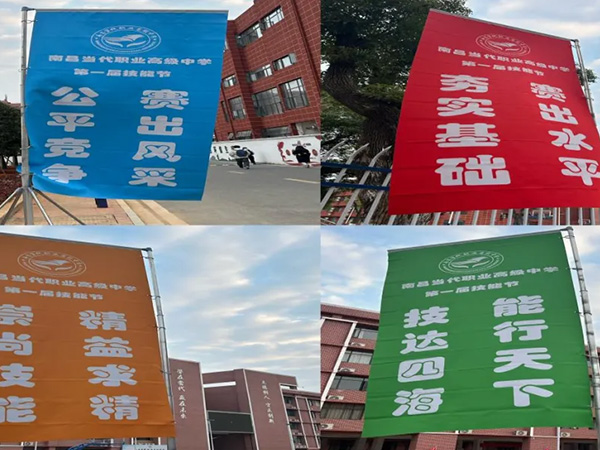 南昌当代职业高级中学
第一届技能节
公平竞争
赛出风采
南昌当代职业高级中学
第一届技能节
夯实基础
赛出水平
南昌当代职业高级中学
第一届技能节
崇尚技能
精益求精
南昌当代职业高级中学
第一届技能节
技达四海
能行天下